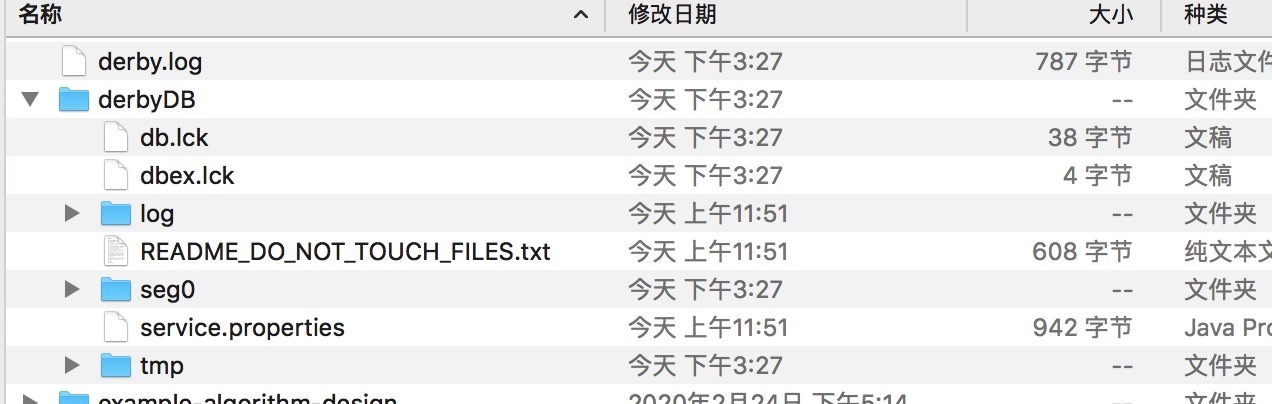 名称 修改日期 大小 种类
derby.log 今天 下午3:27 787 字节 日志文件
derbyDB 今天 下午3:27 -- 文件夹
db.lck 今天 下午3:27 38 字节 文稿
dbex.lck 今天 下午3:27 4 字节 文稿
log 今天 上午11:51 -- 文件夹
README_DO_NOT_TOUCH_FILES.txt 今天 上午11:51 608 字节 纯文本文
seg0 今天 下午3:27 -- 文件夹
service.properties 今天 上午11:51 942 字节 Java Pro
tmp 今天 下午3:27 -- 文件夹
example-algorithm-design 2020年2月24日 下午5:14 -- 文件夹